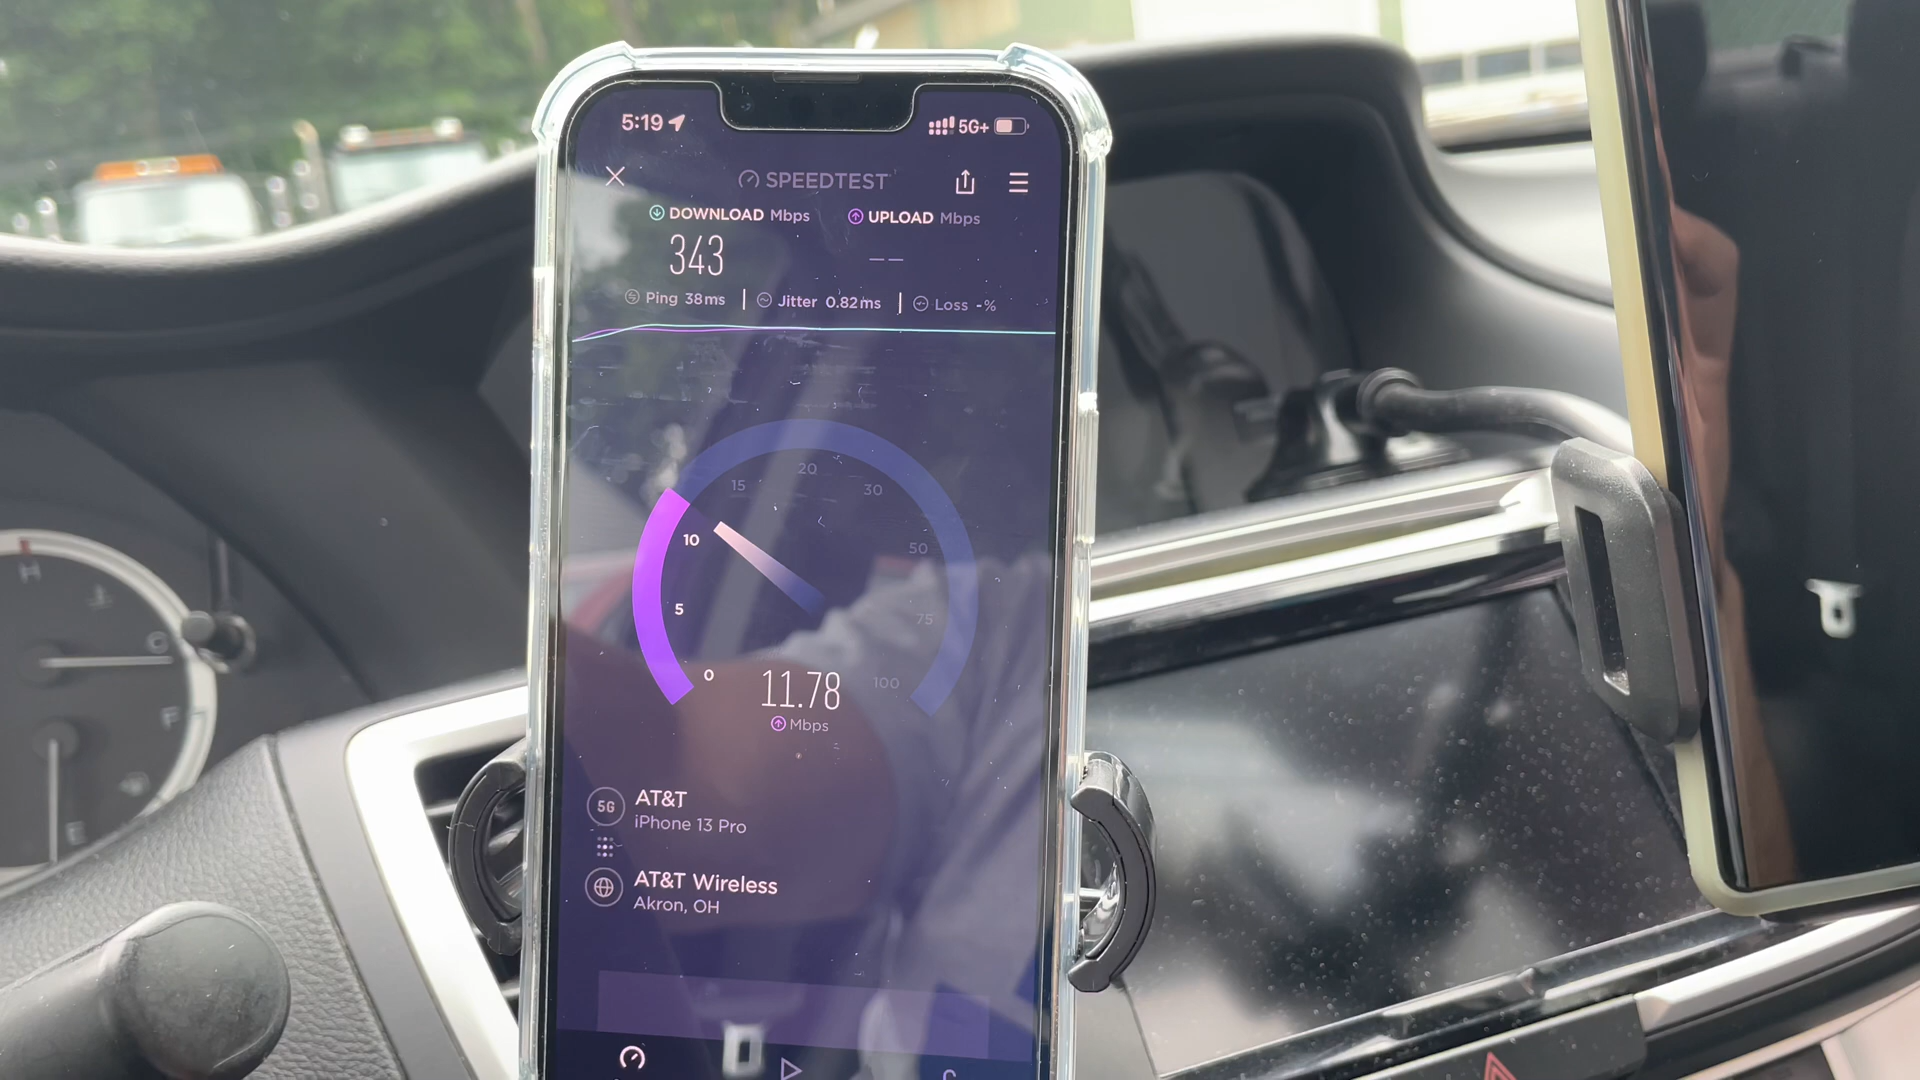 5:19 5G+
SPEEDTEST
DOWNLOAD Mbps UPLOAD Mbps
343 — —
Ping 38ms Jitter 0.82ms Loss -%
20
15 30
10 50
5 75
0 100
11.78
Mbps
5G AT&T
iPhone 13 Pro
AT&T Wireless
Akron, OH
H
C
F
E